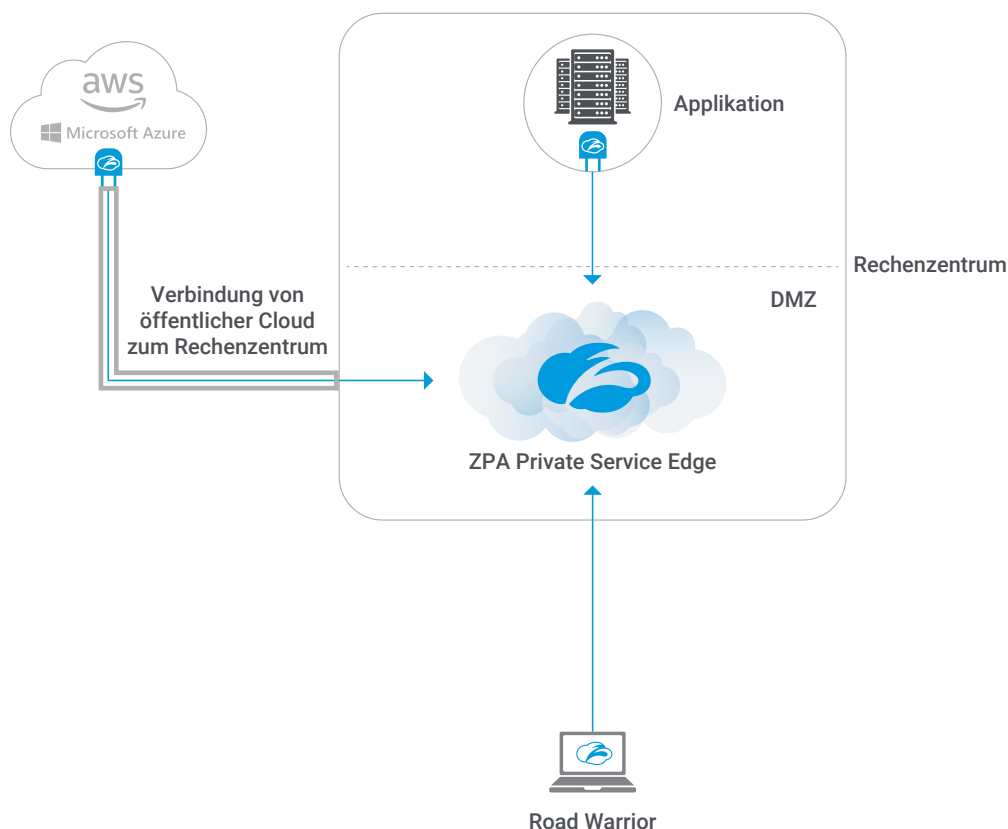 aws
Microsoft Azure
Applikation
Rechenzentrum
DMZ
Verbindung von
öffentlicher Cloud
zum Rechenzentrum
ZPA Private Service Edge
Road Warrior